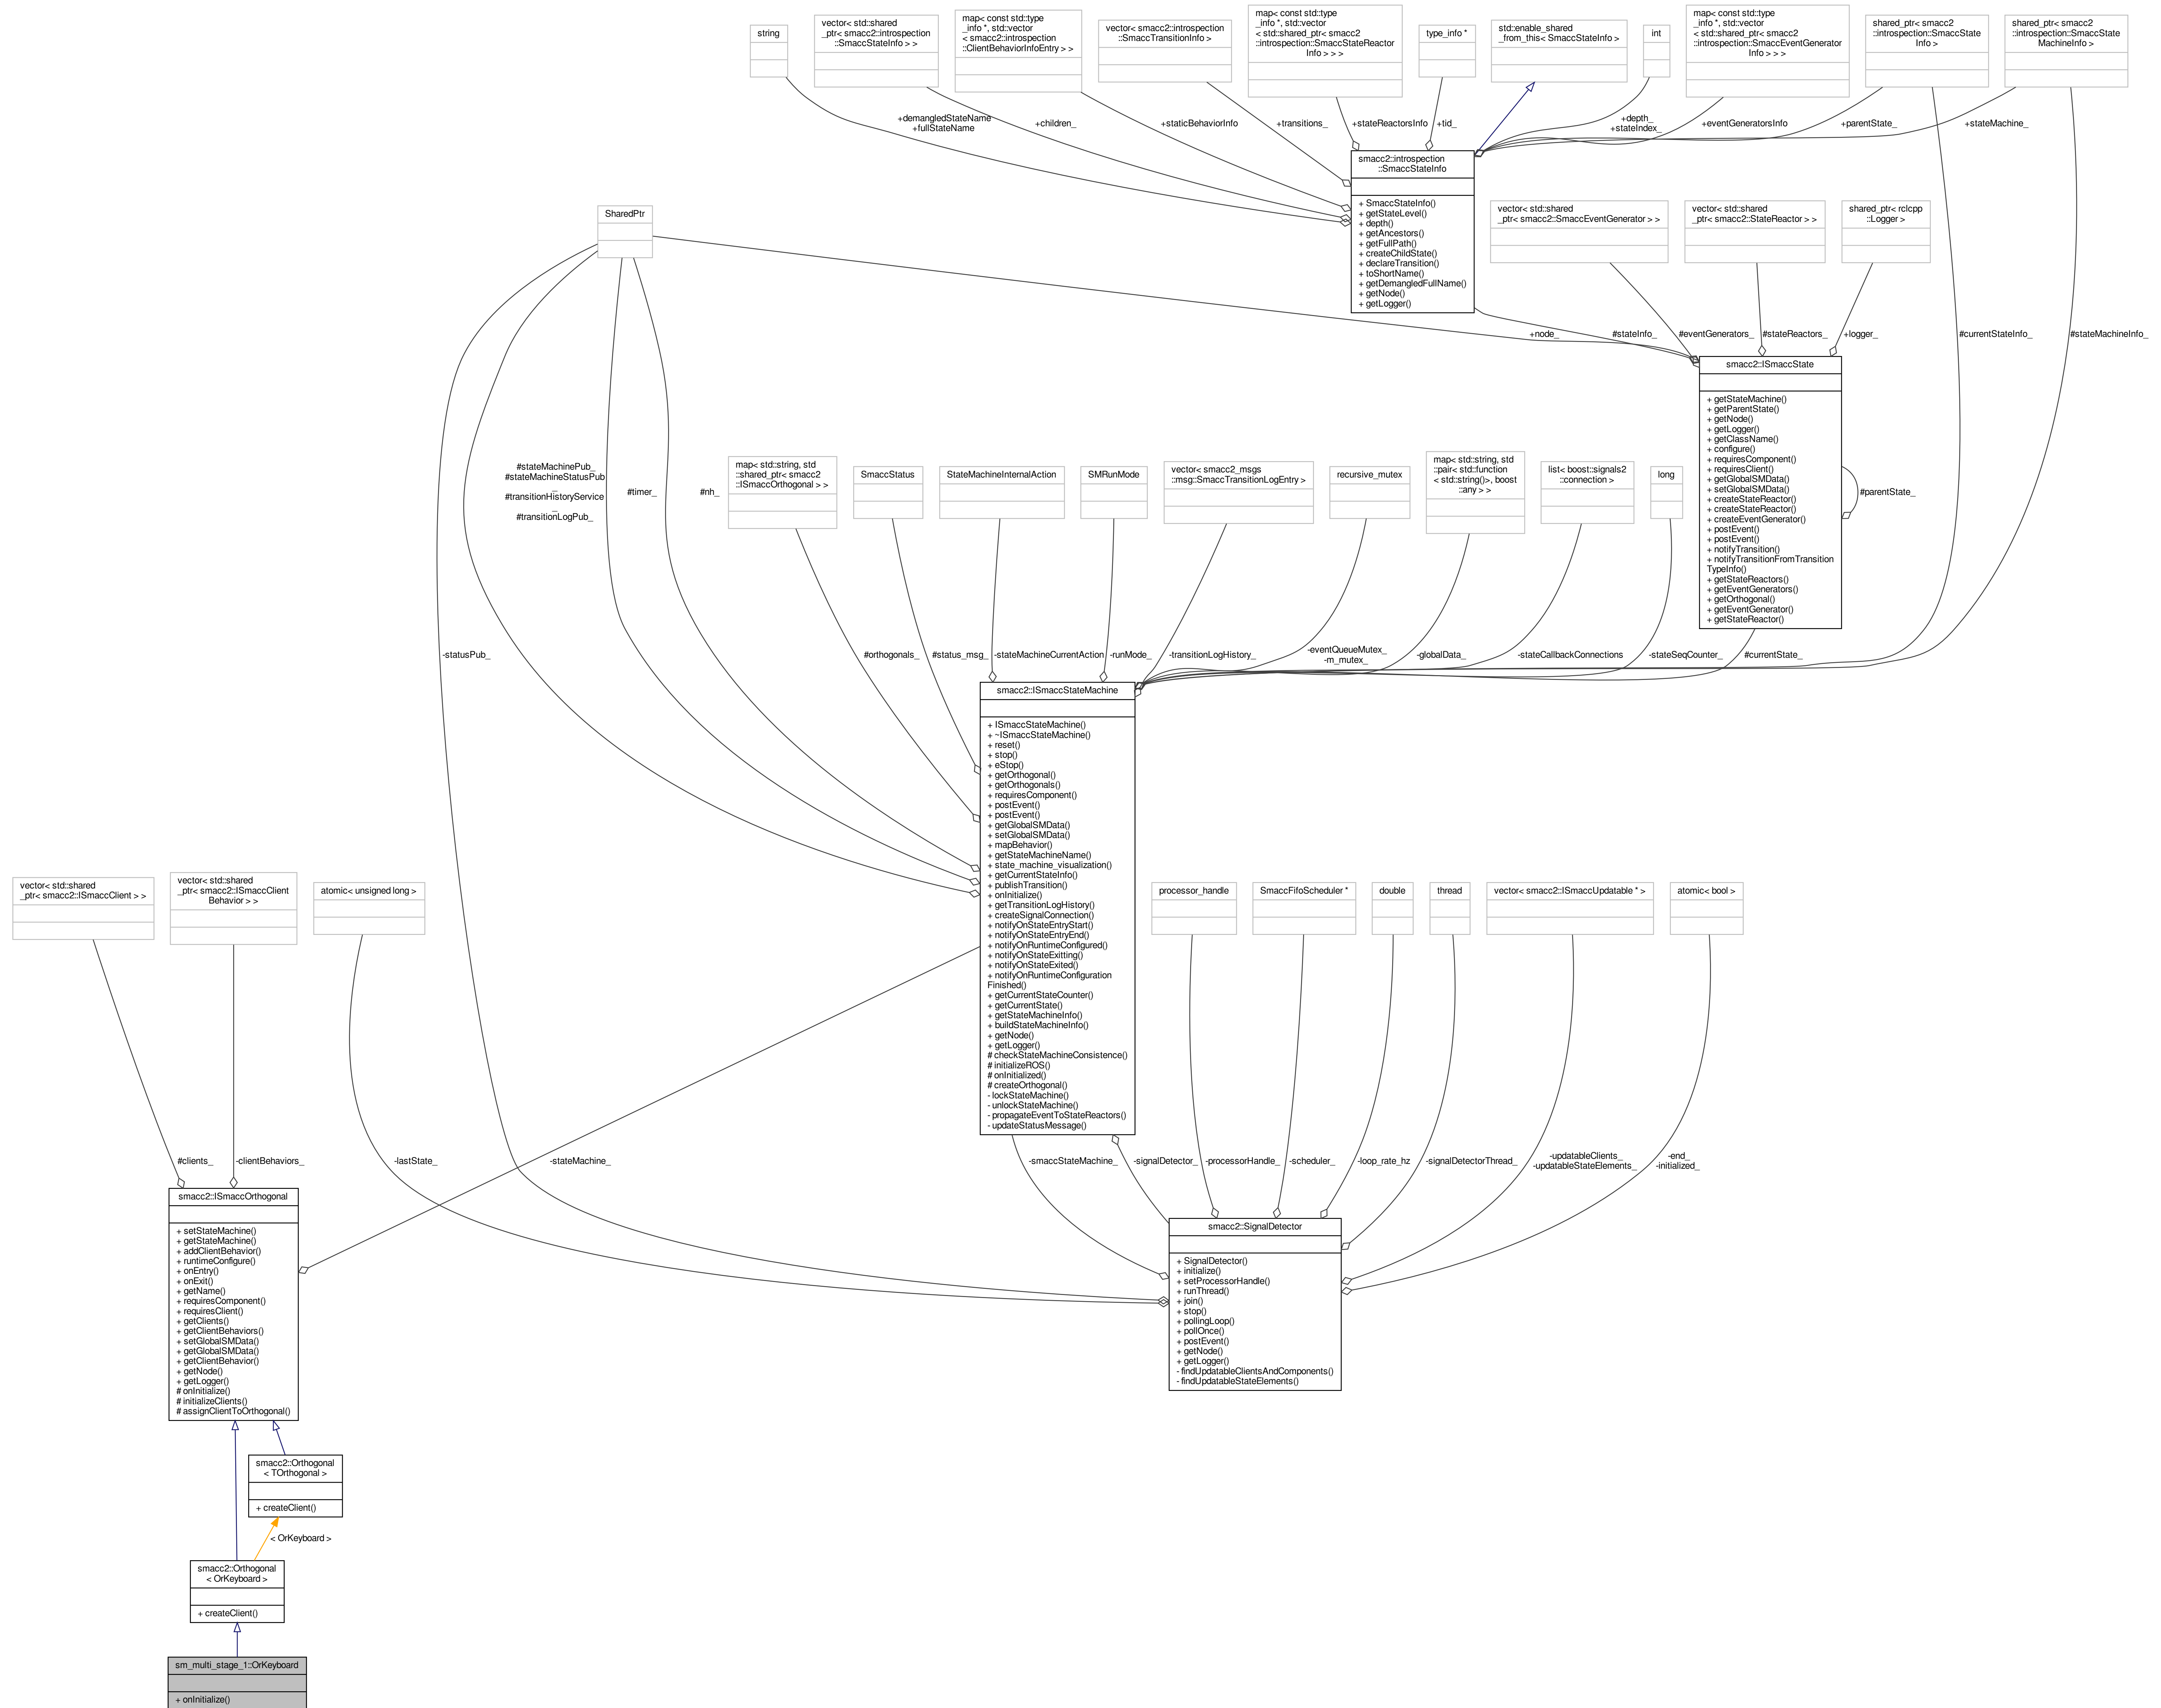 string
vector< std::shared
_ptr< smacc2::introspection
::SmaccStateInfo > >
map< const std::type
_info *, std::vector
< smacc2::introspection
::ClientBehaviorInfoEntry > >
vector< smacc2::introspection
::SmaccTransitionInfo >
map< const std::type
_info *, std::vector
< std::shared_ptr< smacc2
::introspection::SmaccStateReactor
Info > > >
type_info *
std::enable_shared
_from_this< SmaccStateInfo >
int
map< const std::type
_info *, std::vector
< std::shared_ptr< smacc2
::introspection::SmaccEventGenerator
Info > > >
shared_ptr< smacc2
::introspection::SmaccState
Info >
shared_ptr< smacc2
::introspection::SmaccState
MachineInfo >
+demangledStateName
+fullStateName
+children_
+staticBehaviorInfo
+transitions_
+stateReactorsInfo
+tid_
+depth_
+stateIndex_
+eventGeneratorsInfo
+parentState_
+stateMachine_
smacc2::introspection
::SmaccStateInfo
+ SmaccStateInfo()
+ getStateLevel()
+ depth()
+ getAncestors()
+ getFullPath()
+ createChildState()
+ declareTransition()
+ toShortName()
+ getDemangledFullName()
+ getNode()
+ getLogger()
SharedPtr
vector< std::shared
_ptr< smacc2::SmaccEventGenerator > >
vector< std::shared
_ptr< smacc2::StateReactor > >
shared_ptr< rclcpp
::Logger >
+node_
#stateInfo_
#eventGenerators_
#stateReactors_
+logger_
#currentStateInfo_
#stateMachineInfo_
smacc2::ISmaccState
+ getStateMachine()
+ getParentState()
+ getNode()
+ getLogger()
+ getClassName()
+ configure()
+ requiresComponent()
+ requiresClient()
+ getGlobalSMData()
+ setGlobalSMData()
+ createStateReactor()
+ createStateReactor()
+ createEventGenerator()
+ postEvent()
+ postEvent()
+ notifyTransition()
+ notifyTransitionFromTransition
TypeInfo()
+ getStateReactors()
+ getEventGenerators()
+ getOrthogonal()
+ getEventGenerator()
+ getStateReactor()
#parentState_
#stateMachinePub_
#stateMachineStatusPub
_
#transitionHistoryService
_
#transitionLogPub_
#timer_
#nh_
map< std::string, std
::shared_ptr< smacc2
::ISmaccOrthogonal > >
SmaccStatus
StateMachineInternalAction
SMRunMode
vector< smacc2_msgs
::msg::SmaccTransitionLogEntry >
recursive_mutex
map< std::string, std
::pair< std::function
< std::string()>, boost
::any > >
list< boost::signals2
::connection >
long
-statusPub_
#orthogonals_
#status_msg_
-stateMachineCurrentAction
-runMode_
-transitionLogHistory_
-eventQueueMutex_
-m_mutex_
-globalData_
-stateCallbackConnections
-stateSeqCounter_
#currentState_
smacc2::ISmaccStateMachine
+ ISmaccStateMachine()
+ ~ISmaccStateMachine()
+ reset()
+ stop()
+ eStop()
+ getOrthogonal()
+ getOrthogonals()
+ requiresComponent()
+ postEvent()
+ postEvent()
+ getGlobalSMData()
+ setGlobalSMData()
+ mapBehavior()
+ getStateMachineName()
+ state_machine_visualization()
+ getCurrentStateInfo()
+ publishTransition()
+ onInitialize()
+ getTransitionLogHistory()
+ createSignalConnection()
+ notifyOnStateEntryStart()
+ notifyOnStateEntryEnd()
+ notifyOnRuntimeConfigured()
+ notifyOnStateExitting()
+ notifyOnStateExited()
+ notifyOnRuntimeConfiguration
Finished()
+ getCurrentStateCounter()
+ getCurrentState()
+ getStateMachineInfo()
+ buildStateMachineInfo()
+ getNode()
+ getLogger()
# checkStateMachineConsistence()
# initializeROS()
# onInitialized()
# createOrthogonal()
- lockStateMachine()
- unlockStateMachine()
- propagateEventToStateReactors()
- updateStatusMessage()
vector< std::shared
_ptr< smacc2::ISmaccClient > >
vector< std::shared
_ptr< smacc2::ISmaccClient
Behavior > >
atomic< unsigned long >
processor_handle
SmaccFifoScheduler *
double
thread
vector< smacc2::ISmaccUpdatable * >
atomic< bool >
#clients_
-clientBehaviors_
-lastState_
-stateMachine_
-smaccStateMachine_
-signalDetector_
-processorHandle_
-scheduler_
-loop_rate_hz
-signalDetectorThread_
-updatableClients_
-updatableStateElements_
-end_
-initialized_
smacc2::ISmaccOrthogonal
+ setStateMachine()
+ getStateMachine()
+ addClientBehavior()
+ runtimeConfigure()
+ onEntry()
+ onExit()
+ getName()
+ requiresComponent()
+ requiresClient()
+ getClients()
+ getClientBehaviors()
+ setGlobalSMData()
+ getGlobalSMData()
+ getClientBehavior()
+ getNode()
+ getLogger()
# onInitialize()
# initializeClients()
# assignClientToOrthogonal()
smacc2::SignalDetector
+ SignalDetector()
+ initialize()
+ setProcessorHandle()
+ runThread()
+ join()
+ stop()
+ pollingLoop()
+ pollOnce()
+ postEvent()
+ getNode()
+ getLogger()
- findUpdatableClientsAndComponents()
- findUpdatableStateElements()
smacc2::Orthogonal
< TOrthogonal >
+ createClient()
< OrKeyboard >
smacc2::Orthogonal
< OrKeyboard >
+ createClient()
sm_multi_stage_1::OrKeyboard
+ onInitialize()